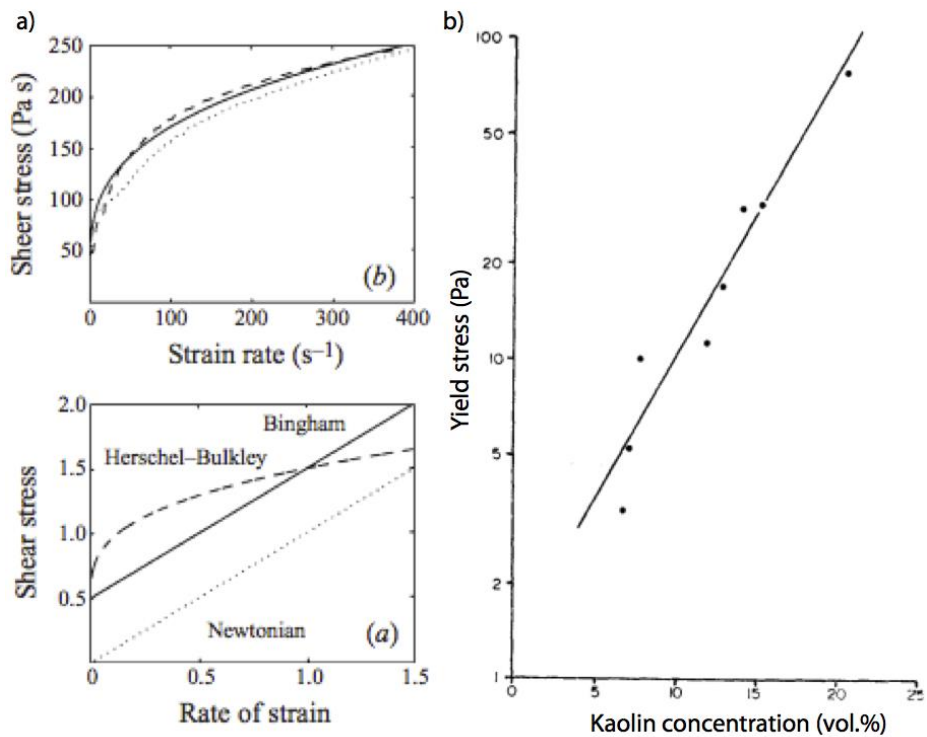 a)
250
200
150
100
50
Sheer stress (Pa s)
(b)
0 100 200 300 400
Strain rate (s–1)
2.0
1.5
1.0
0.5
Shear stress
Bingham
Herschel–Bulkley
Newtonian
(a)
0 0.5 1.0 1.5
Rate of strain
b)
100
50
20
10
5
2
1
Yield stress (Pa)
0 5 10 15 20 25
Kaolin concentration (vol.%)